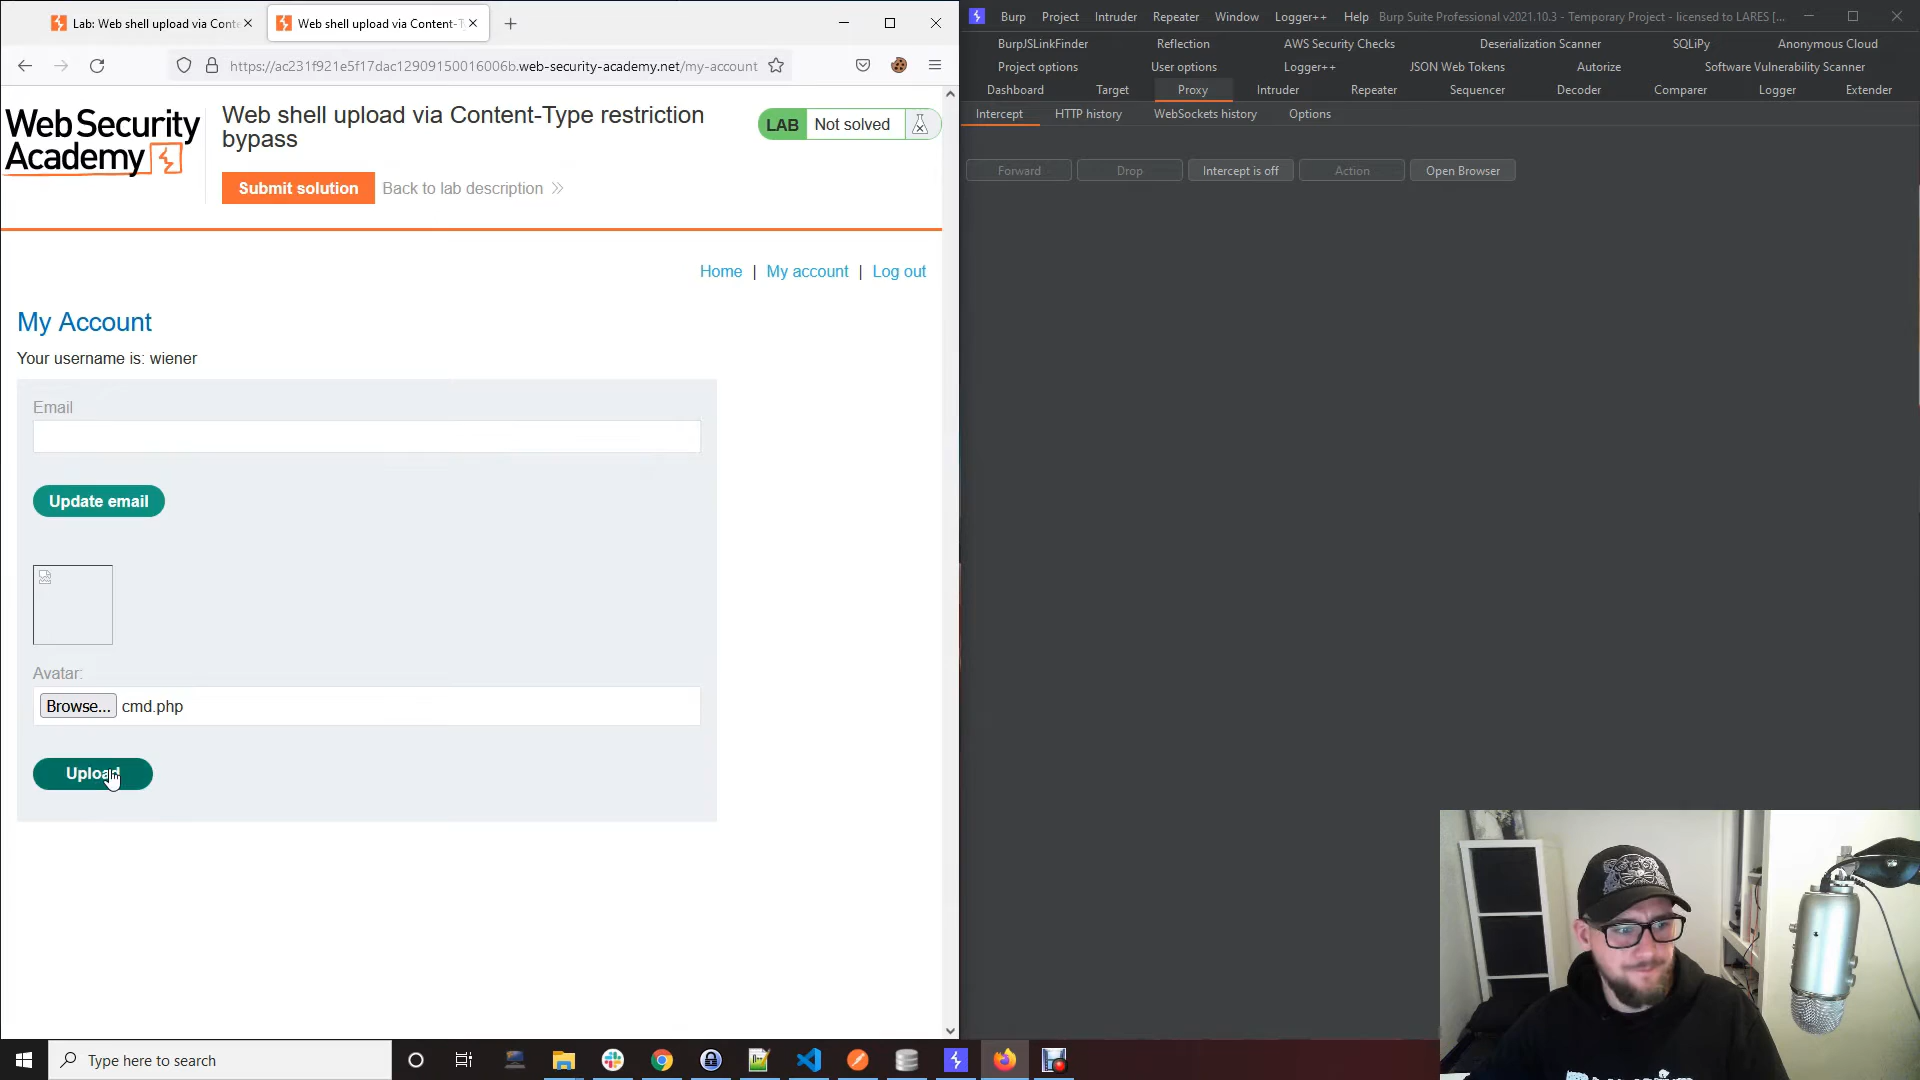 Lab: Web shell upload via Conte
Web shell upload via Content-T
https://ac231f921e5f17dac12909150016006b.web-security-academy.net/my-account
Web Security
Academy
Web shell upload via Content-Type restriction
bypass
LAB Not solved
Submit solution
Back to lab description
Home | My account | Log out
My Account
Your username is: wiener
Email
Update email
Avatar:
Browse... cmd.php
Upload
Burp Project Intruder Repeater Window Logger++ Help Burp Suite Professional v2021.10.3 - Temporary Project - licensed to LARES [...
BurpJSLinkFinder Reflection AWS Security Checks Deserialization Scanner SQLiPy Anonymous Cloud
Project options User options Logger++ JSON Web Tokens Autorize Software Vulnerability Scanner
Dashboard Target Proxy Intruder Repeater Sequencer Decoder Comparer Logger Extender
Intercept HTTP history WebSockets history Options
Forward Drop Intercept is off Action Open Browser
Type here to search